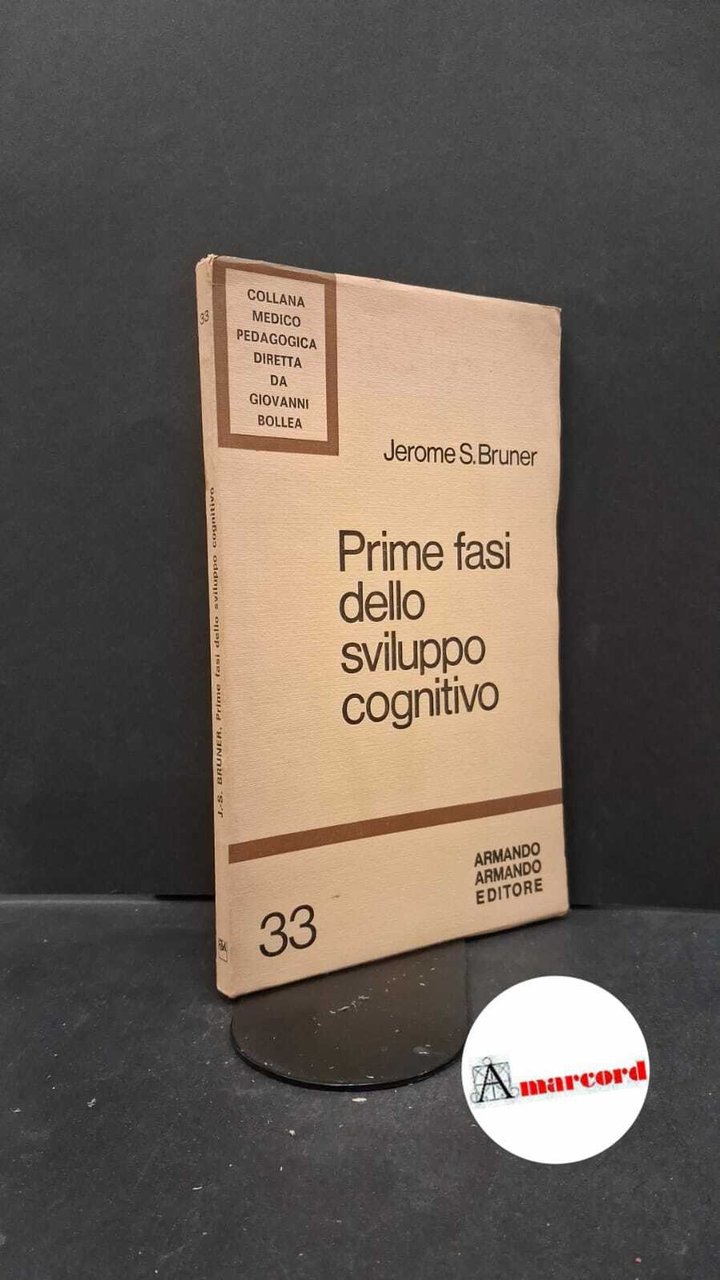 COLLANA
MEDICO
PEDAGOGICA
DIRETTA
DA
GIOVANNI
BOLLEA
Jerome S. Bruner
Prime fasi
dello
sviluppo
cognitivo
ARMANDO
ARMANDO
EDITORE
33
33
J.-S. BRUNER. Prime fasi dello sviluppo cognitivo
Amarcord